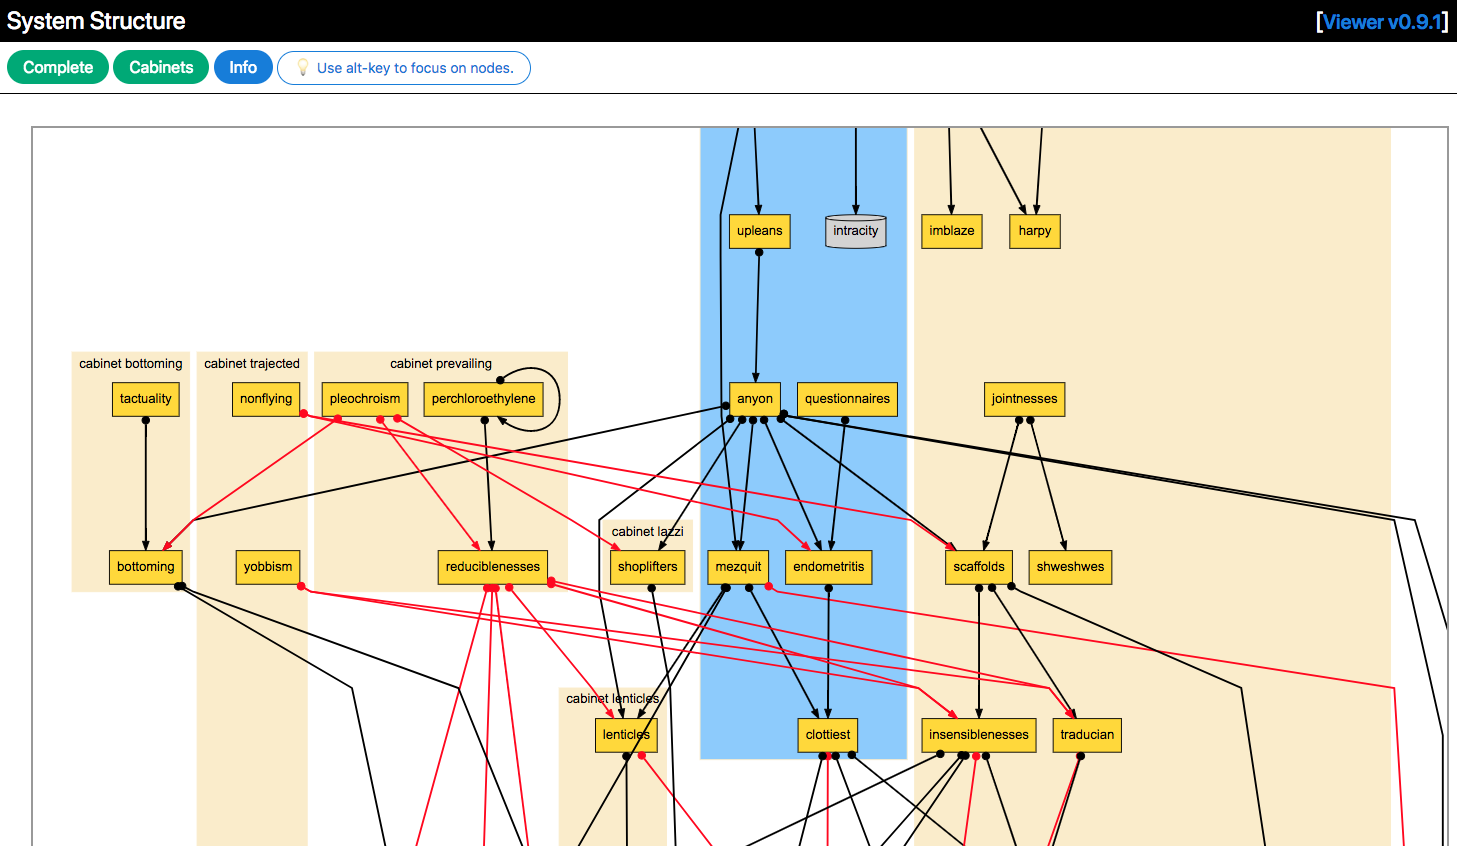 System Structure
[Viewer v0.9.1]
Complete
Cabinets
Info
Use alt-key to focus on nodes.
upleans
intracity
imblaze
harpy
cabinet bottoming
cabinet trajected
cabinet prevailing
tactuality
nonflying
pleochroism
perchloroethylene
anyon
questionnaires
jointnesses
cabinet lazzi
bottoming
yobbism
reduciblenesses
shoplifters
mezquit
endometritis
scaffolds
shweshwes
cabinet lenticles
lenticles
clottiest
insensiblenesses
traducian